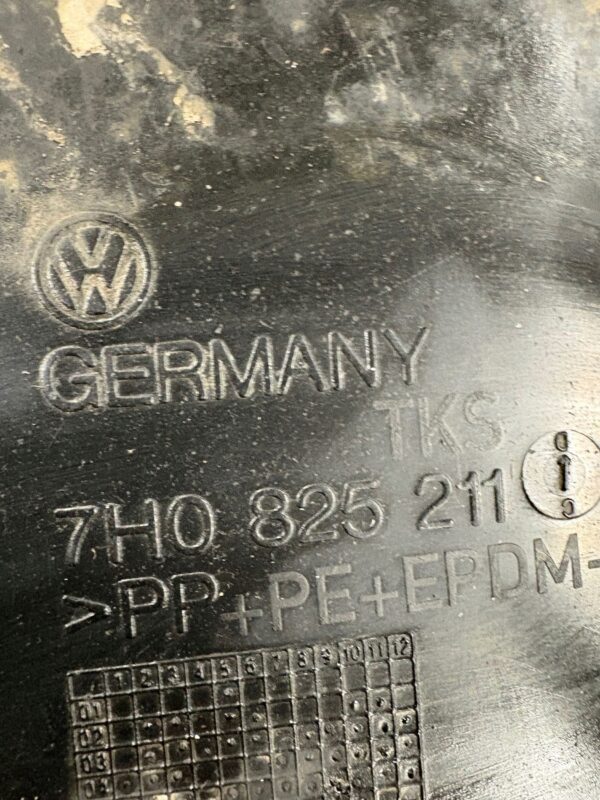 VW
GERMANY
TKS
7H0 825 211
>PP+PE+EPDM-
1 2 3 4 5 6 7 8 9 10 11 12
01
02
03